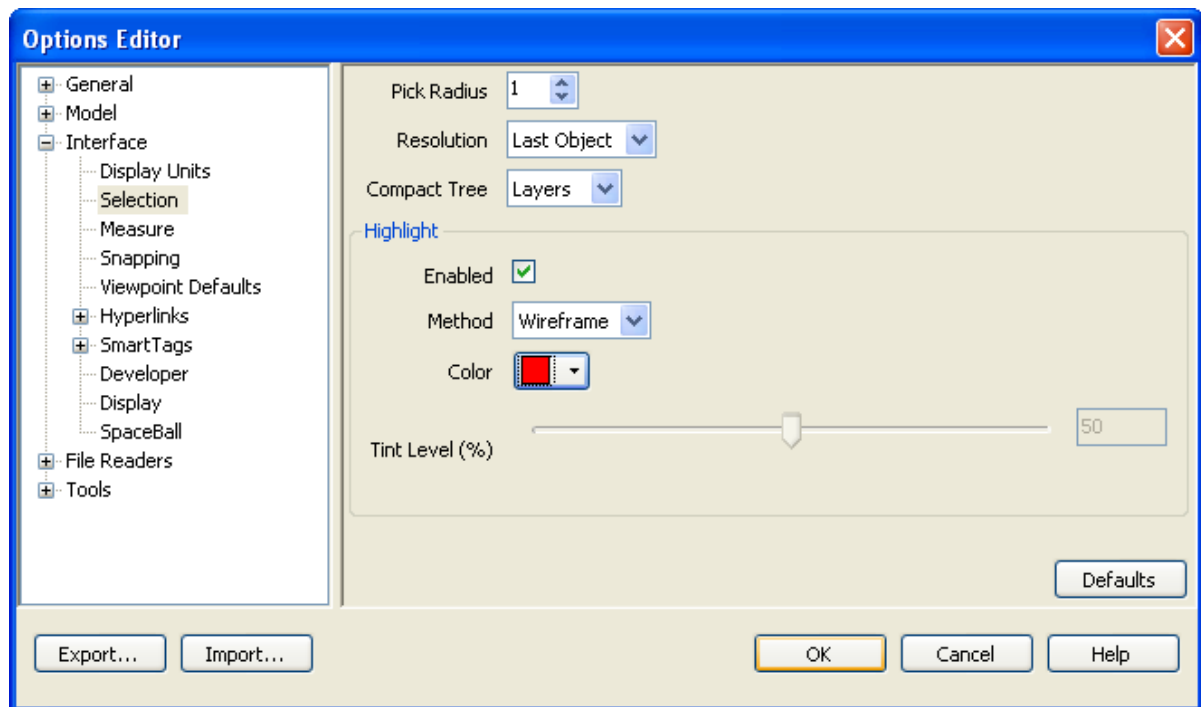 Options Editor
General
Model
Interface
Display Units
Selection
Measure
Snapping
Viewpoint Defaults
Hyperlinks
SmartTags
Developer
Display
SpaceBall
File Readers
Tools
Pick Radius 1
Resolution Last Object
Compact Tree Layers
Highlight
Enabled
Method Wireframe
Color
Tint Level (%) 50
Defaults
Export... Import... OK Cancel Help